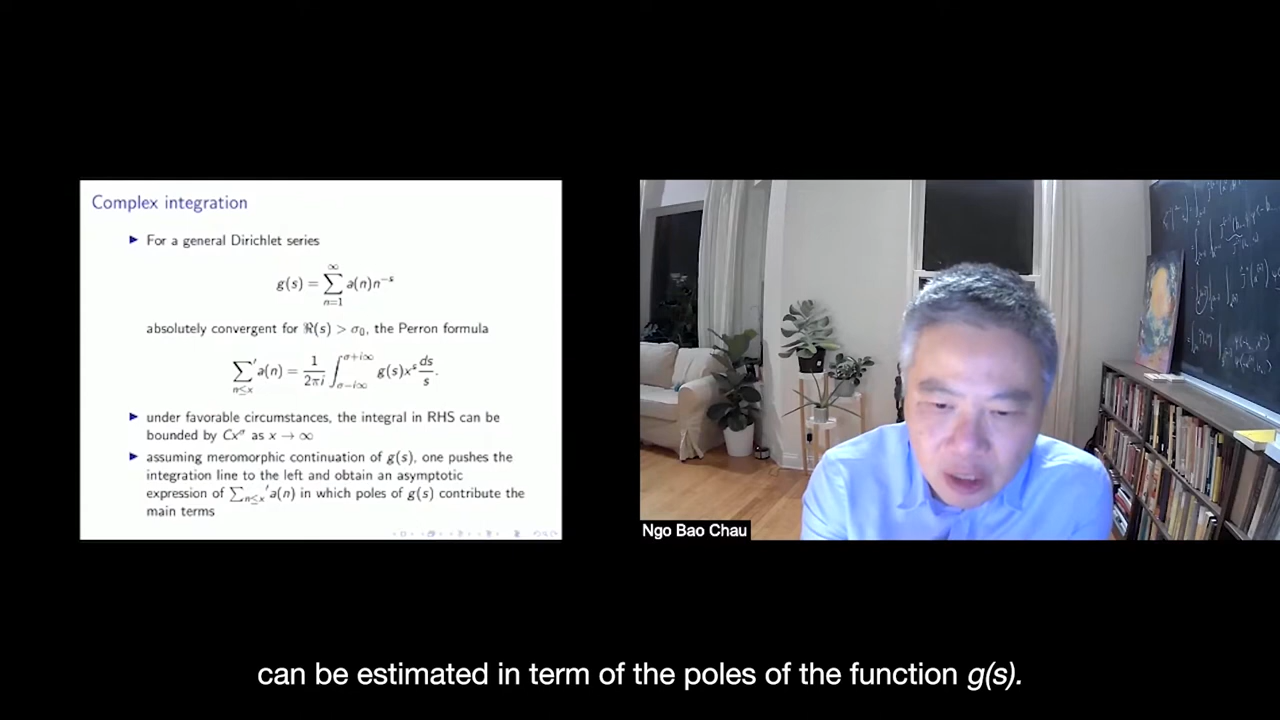 Complex integration
▶ For a general Dirichlet series
g(s) = ∑_{n=1}^{∞} a(n)n^{-s}
absolutely convergent for ℜ(s) > σ₀, the Perron formula
∑′_{n≤x} a(n) = \frac{1}{2πi} ∫_{σ−i∞}^{σ+i∞} g(s)x^s \frac{ds}{s}.
▶ under favorable circumstances, the integral in RHS can be
bounded by Cx^σ as x → ∞
▶ assuming meromorphic continuation of g(s), one pushes the
integration line to the left and obtain an asymptotic
expression of ∑_{n≤x}′ a(n) in which poles of g(s) contribute the
main terms
Ngo Bao Chau
can be estimated in term of the poles of the function g(s).